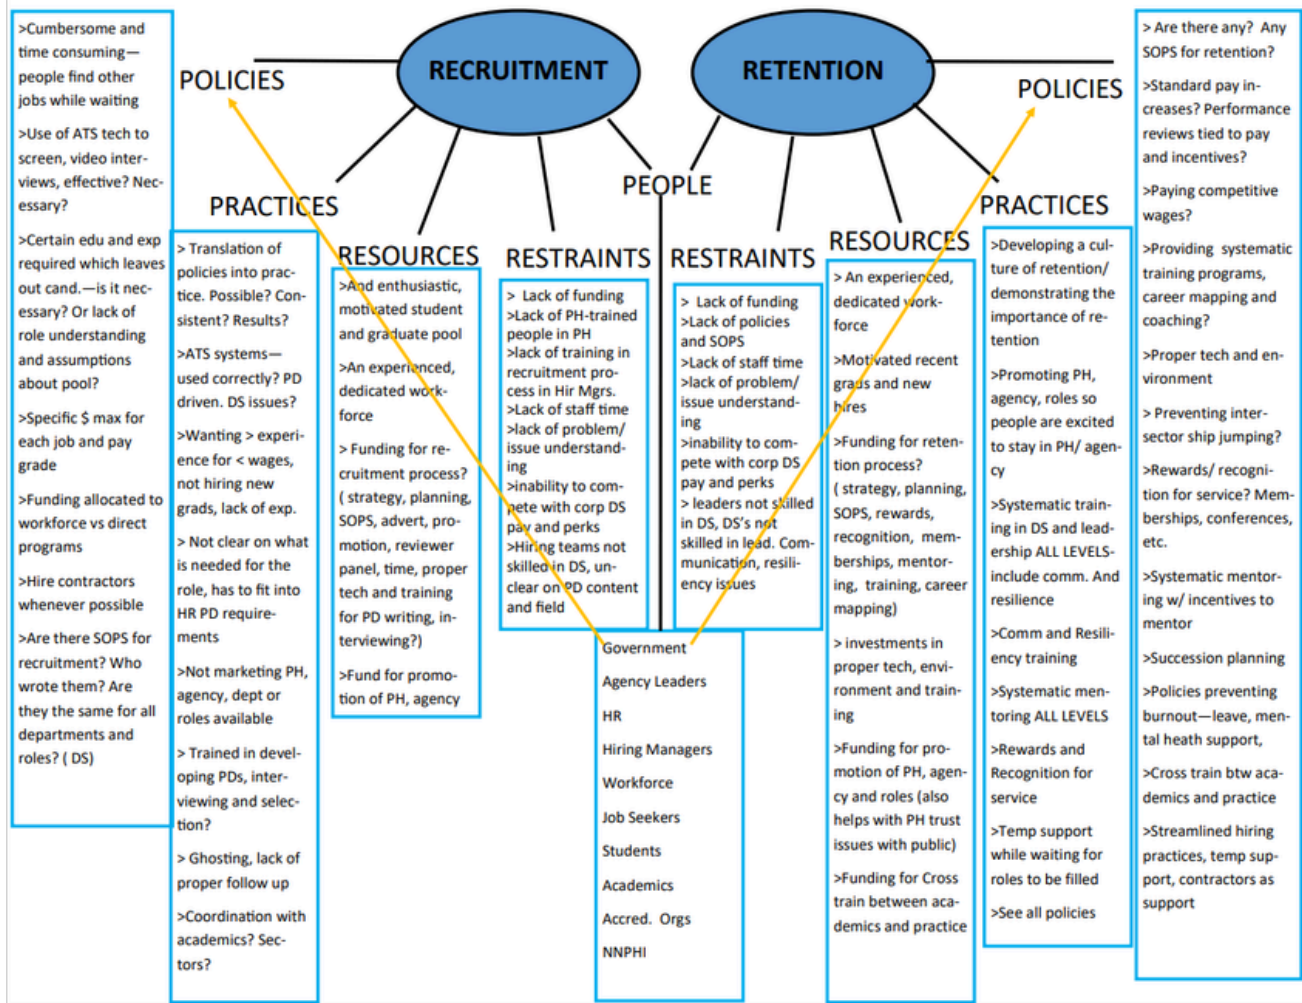 RECRUITMENT
RETENTION
POLICIES
>Cumbersome and
time consuming—
people find other
jobs while waiting
>Use of ATS tech to
screen, video inter-
views, effective? Nec-
essary?
>Certain edu and exp
required which leaves
out cand.—is it nec-
essary? Or lack of
role understanding
and assumptions
about pool?
>Specific $ max for
each job and pay
grade
>Funding allocated to
workforce vs direct
programs
>Hire contractors
whenever possible
>Are there SOPS for
recruitment? Who
wrote them? Are
they the same for all
departments and
roles? ( DS)
PRACTICES
> Translation of
policies into prac-
tice. Possible? Con-
sistent? Results?
>ATS systems—
used correctly? PD
driven. DS issues?
>Wanting > experi-
ence for < wages,
not hiring new
grads, lack of exp.
> Not clear on what
is needed for the
role, has to fit into
HR PD require-
ments
>Not marketing PH,
agency, dept or
roles available
> Trained in devel-
oping PDs, inter-
viewing and selec-
tion?
> Ghosting, lack of
proper follow up
>Coordination with
academics? Sec-
tors?
RESOURCES
>And enthusiastic,
motivated student
and graduate pool
>An experienced,
dedicated work-
force
> Funding for re-
cruitment process?
( strategy, planning,
SOPS, advert, pro-
motion, reviewer
panel, time, proper
tech and training
for PD writing, in-
terviewing?)
>Fund for promo-
tion of PH, agency
RESTRAINTS
> Lack of funding
>Lack of PH-trained
people in PH
>lack of training in
recruitment pro-
cess in Hir Mgrs.
>Lack of staff time
>lack of problem/
issue understand-
ing
>inability to com-
pete with corp DS
pay and perks
>Hiring teams not
skilled in DS, un-
clear on PD content
and field
PEOPLE
Government
Agency Leaders
HR
Hiring Managers
Workforce
Job Seekers
Students
Academics
Accred. Orgs
NNPHI
RESTRAINTS
> Lack of funding
>Lack of policies
and SOPS
>Lack of staff time
>lack of problem/
issue understand-
ing
>inability to com-
pete with corp DS
pay and perks
> leaders not skilled
in DS, DS's not
skilled in lead. Com-
munication, resili-
ency issues
RESOURCES
> An experienced,
dedicated work-
force
>Motivated recent
grads and new
hires
>Funding for reten-
tion process?
( strategy, planning,
SOPS, rewards,
recognition, mem-
berships, mentor-
ing, training, career
mapping)
> investments in
proper tech, envi-
ronment and train-
ing
>Funding for pro-
motion of PH, agen-
cy and roles (also
helps with PH trust
issues with public)
>Funding for Cross
train between aca-
demics and practice
PRACTICES
>Developing a cul-
ture of retention/
demonstrating the
importance of re-
tention
>Promoting PH,
agency, roles so
people are excited
to stay in PH/ agen-
cy
>Systematic train-
ing in DS and lead-
ership ALL LEVELS-
include comm. And
resilience
>Comm and Resili-
ency training
>Systematic men-
toring ALL LEVELS
>Rewards and
Recognition for
service
>Temp support
while waiting for
roles to be filled
>See all policies
POLICIES
> Are there any? Any
SOPS for retention?
>Standard pay in-
creases? Performance
reviews tied to pay
and incentives?
>Paying competitive
wages?
>Providing systematic
training programs,
career mapping and
coaching?
>Proper tech and en-
vironment
> Preventing inter-
sector ship jumping?
>Rewards/ recogni-
tion for service? Mem-
berships, conferences,
etc.
>Systematic mentor-
ing w/ incentives to
mentor
>Succession planning
>Policies preventing
burnout—leave, men-
tal heath support,
>Cross train btw aca-
demics and practice
>Streamlined hiring
practices, temp sup-
port, contractors as
support